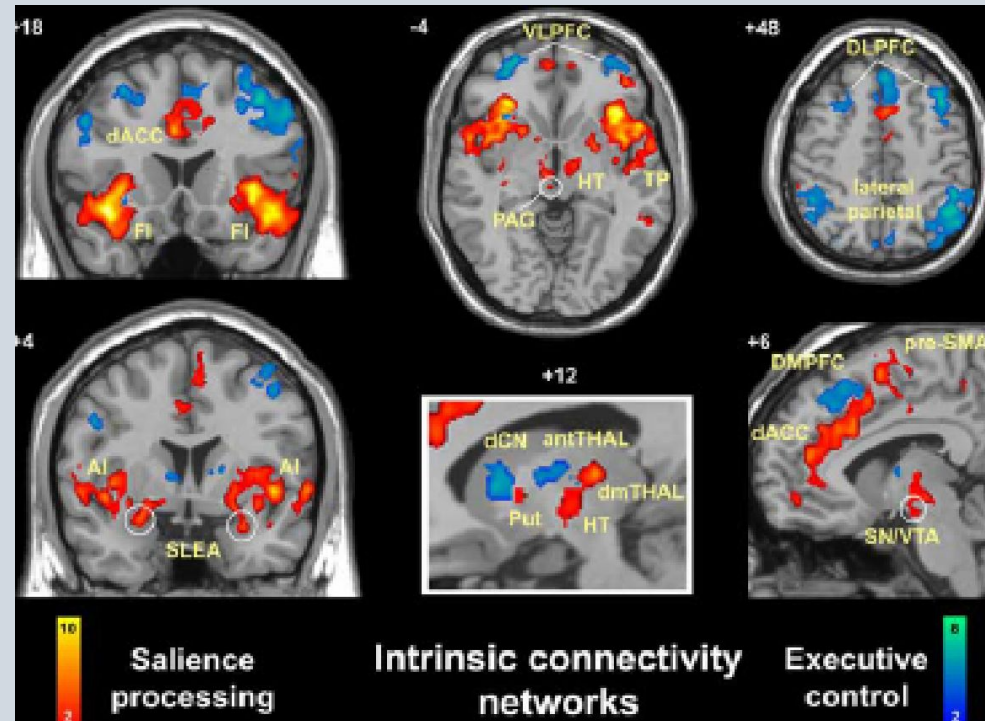 +18
dACC
FI
FI
-4
VLPFC
HT
TP
PAG
+48
DLPFC
lateral
parietal
+4
AI
AI
SLEA
+12
dCN antTHAL
dmTHAL
Put
HT
+6
pre-SMA
DMPFC
dACC
SN/VTA
10
2
Salience
processing
Intrinsic connectivity
networks
Executive
control
8
2